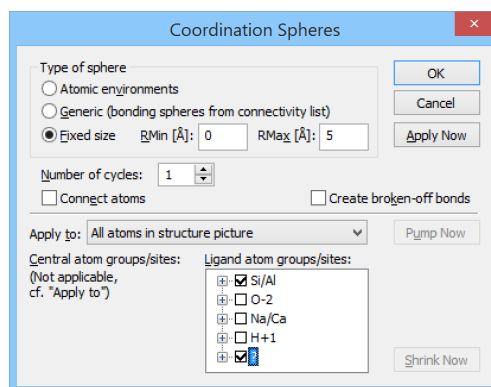 Coordination Spheres
Type of sphere
Atomic environments
Generic (bonding spheres from connectivity list)
Fixed size RMin [Å]: 0 RMax [Å]: 5
OK
Cancel
Apply Now
Number of cycles: 1
Connect atoms
Create broken-off bonds
Apply to: All atoms in structure picture
Pump Now
Central atom groups/sites:
(Not applicable,
cf. "Apply to")
Ligand atom groups/sites:
Si/Al
O-2
Na/Ca
H+1
?
Shrink Now